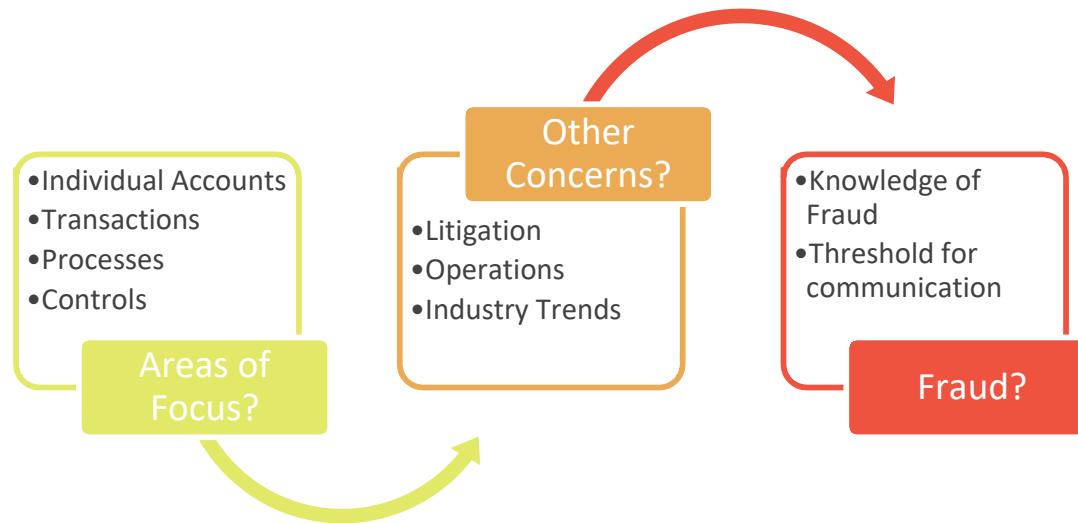 •Individual Accounts
•Transactions
•Processes
•Controls
Areas of
Focus?
Other
Concerns?
•Litigation
•Operations
•Industry Trends
•Knowledge of
Fraud
•Threshold for
communication
Fraud?